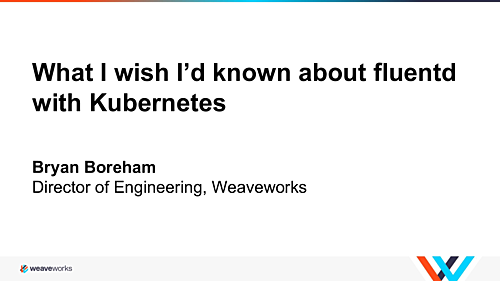 What I wish I’d known about fluentd
with Kubernetes
Bryan Boreham
Director of Engineering, Weaveworks
weaveworks